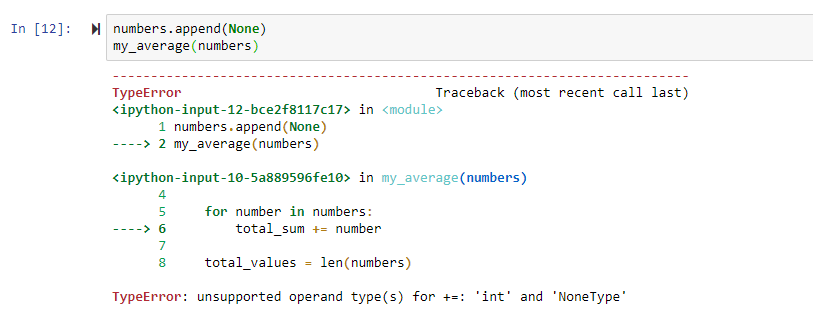 In [12]: numbers.append(None)
my_average(numbers)
---------------------------------------------------------------------------
TypeError                                 Traceback (most recent call last)
<ipython-input-12-bce2f8117c17> in <module>
      1 numbers.append(None)
----> 2 my_average(numbers)
<ipython-input-10-5a889596fe10> in my_average(numbers)
      4
      5     for number in numbers:
----> 6         total_sum += number
      7
      8     total_values = len(numbers)
TypeError: unsupported operand type(s) for +=: 'int' and 'NoneType'